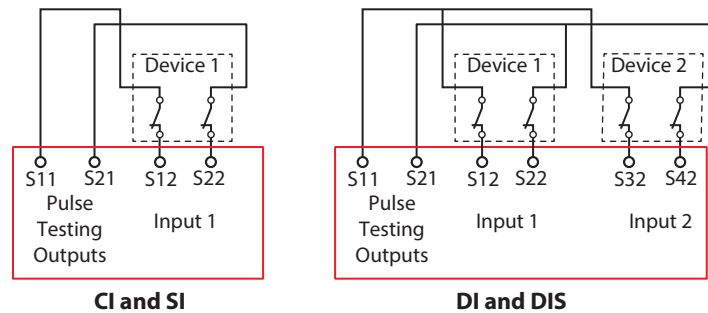 Device 1
S11 S21 S12 S22
Pulse
Testing
Outputs
Input 1
CI and SI
Device 1 Device 2
S11 S21 S12 S22 S32 S42
Pulse
Testing
Outputs
Input 1 Input 2
DI and DIS